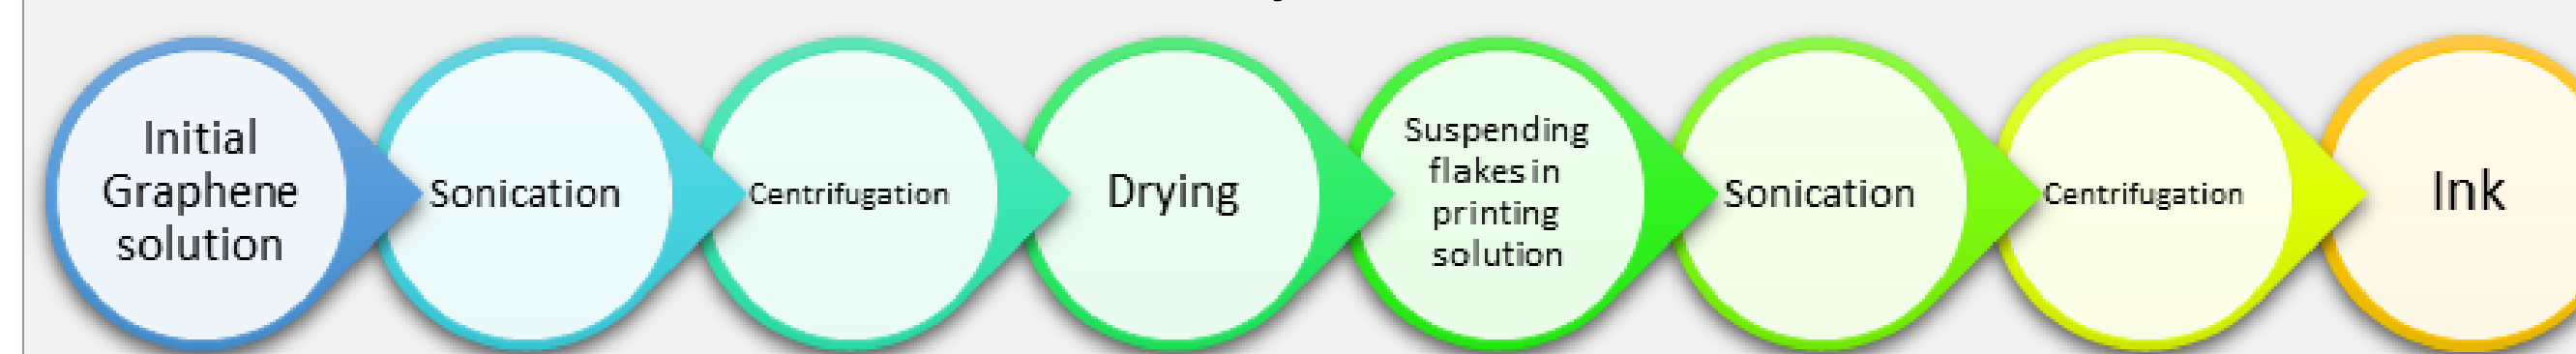 Initial
Graphene
solution
Sonication
Centrifugation
Drying
Suspending
flakes in
printing
solution
Sonication
Centrifugation
Ink